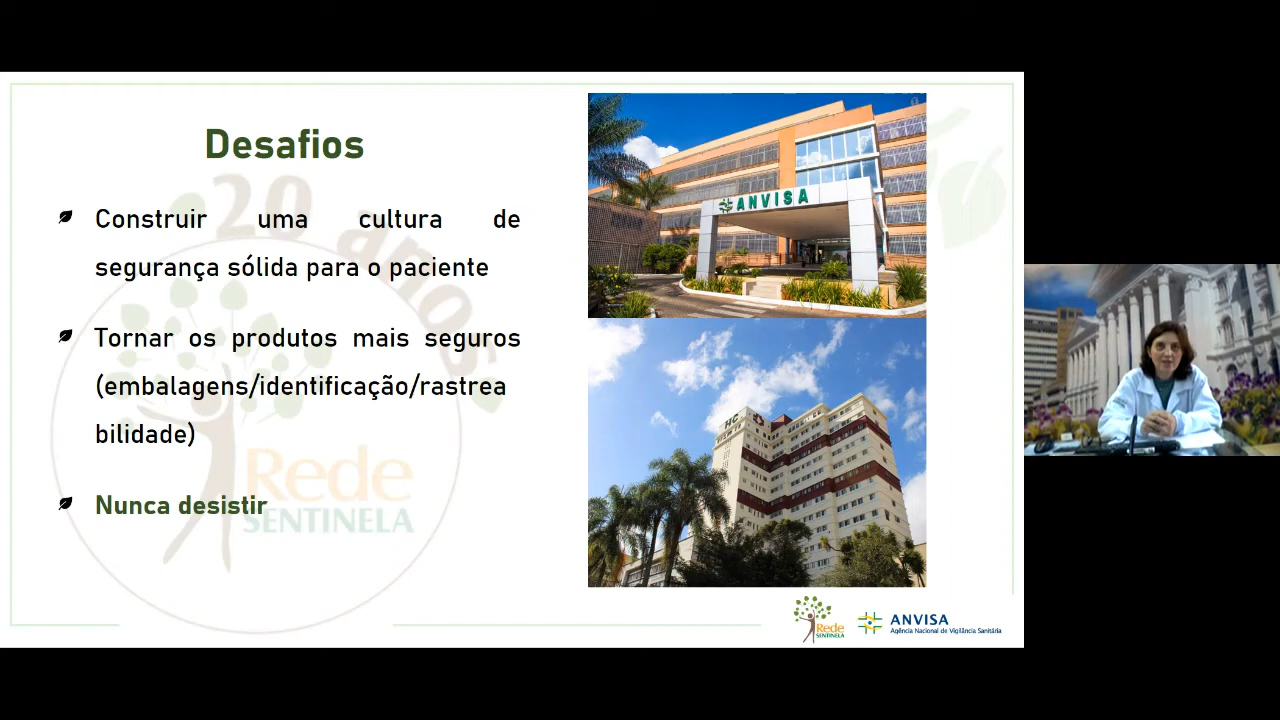 Desafios
20 anos
Construir uma cultura de
segurança sólida para o paciente
Tornar os produtos mais seguros
(embalagens/identificação/rastrea
bilidade)
Nunca desistir
Rede
SENTINELA
ANVISA
HC
Rede
SENTINELA
ANVISA
Agência Nacional de Vigilância Sanitária